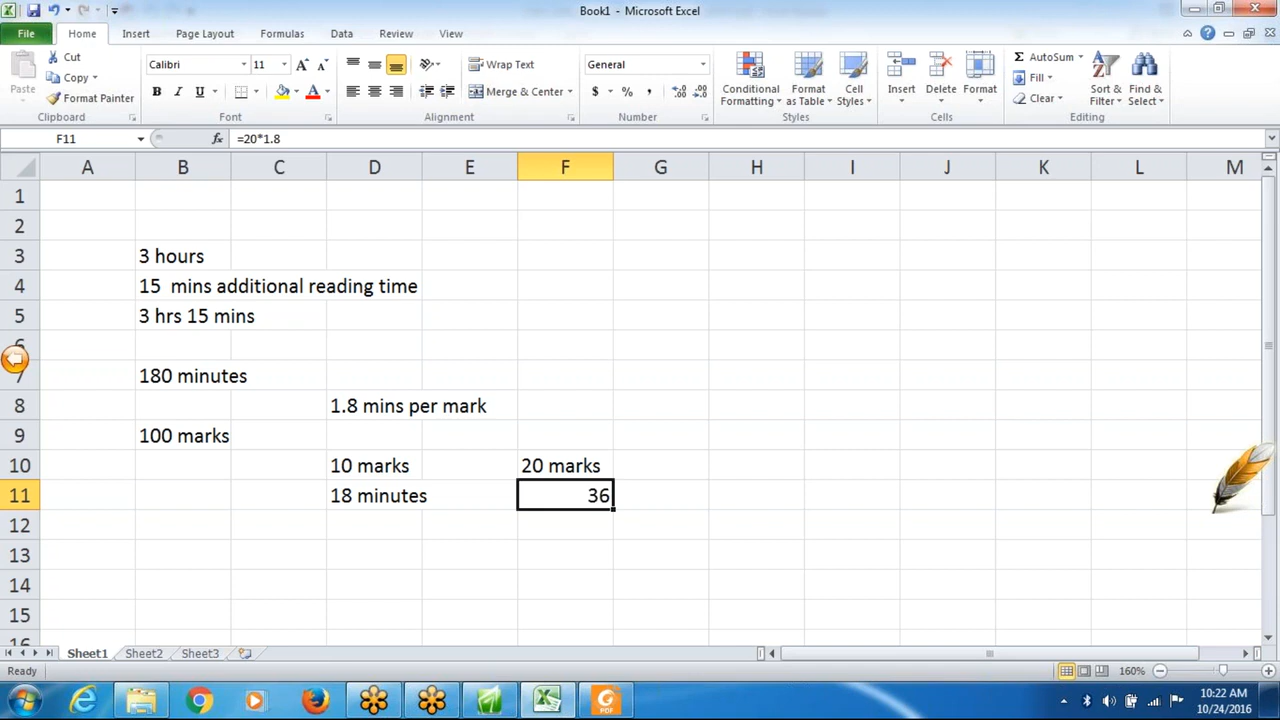 Book1 - Microsoft Excel
File Home Insert Page Layout Formulas Data Review View
Cut
Copy
Format Painter
Paste
Clipboard
Calibri 11
B I U
Font
Wrap Text
Merge & Center
Alignment
General
$ % ,
Number
Conditional Formatting
Format as Table
Cell Styles
Styles
Insert
Delete
Format
Cells
AutoSum
Fill
Clear
Sort & Filter
Find & Select
Editing
F11 fx =20*1.8
A B C D E F G H I J K L M
1
2
3 3 hours
4 15 mins additional reading time
5 3 hrs 15 mins
6
7 180 minutes
8 1.8 mins per mark
9 100 marks
10 10 marks 20 marks
11 18 minutes 36
12
13
14
15
16
Sheet1 Sheet2 Sheet3
Ready 160%
PDF
10:22 AM
10/24/2016